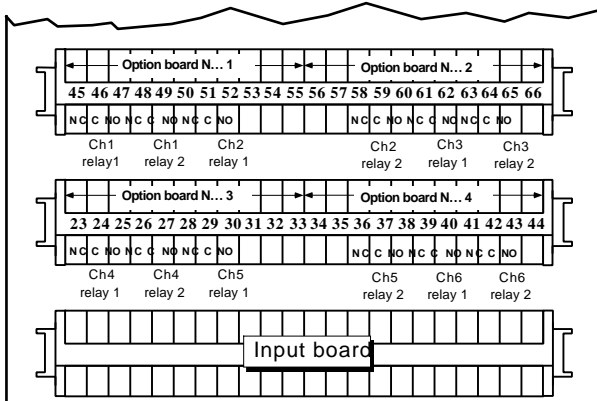 Option board N... 1 Option board N... 2
45 46 47 48 49 50 51 52 53 54 55 56 57 58 59 60 61 62 63 64 65 66
NC C NO NC C NO NC C NO NC C NO NC C NO NC C NO
Ch1 Ch1 Ch2 Ch2 Ch3 Ch3
relay1 relay 2 relay 1 relay 2 relay 1 relay 2
Option board N... 3 Option board N... 4
23 24 25 26 27 28 29 30 31 32 33 34 35 36 37 38 39 40 41 42 43 44
NC C NO NC C NO NC C NO NC C NO NC C NO NC C NO
Ch4 Ch4 Ch5 Ch5 Ch6 Ch6
relay 1 relay 2 relay 1 relay 2 relay 1 relay 2
Input board